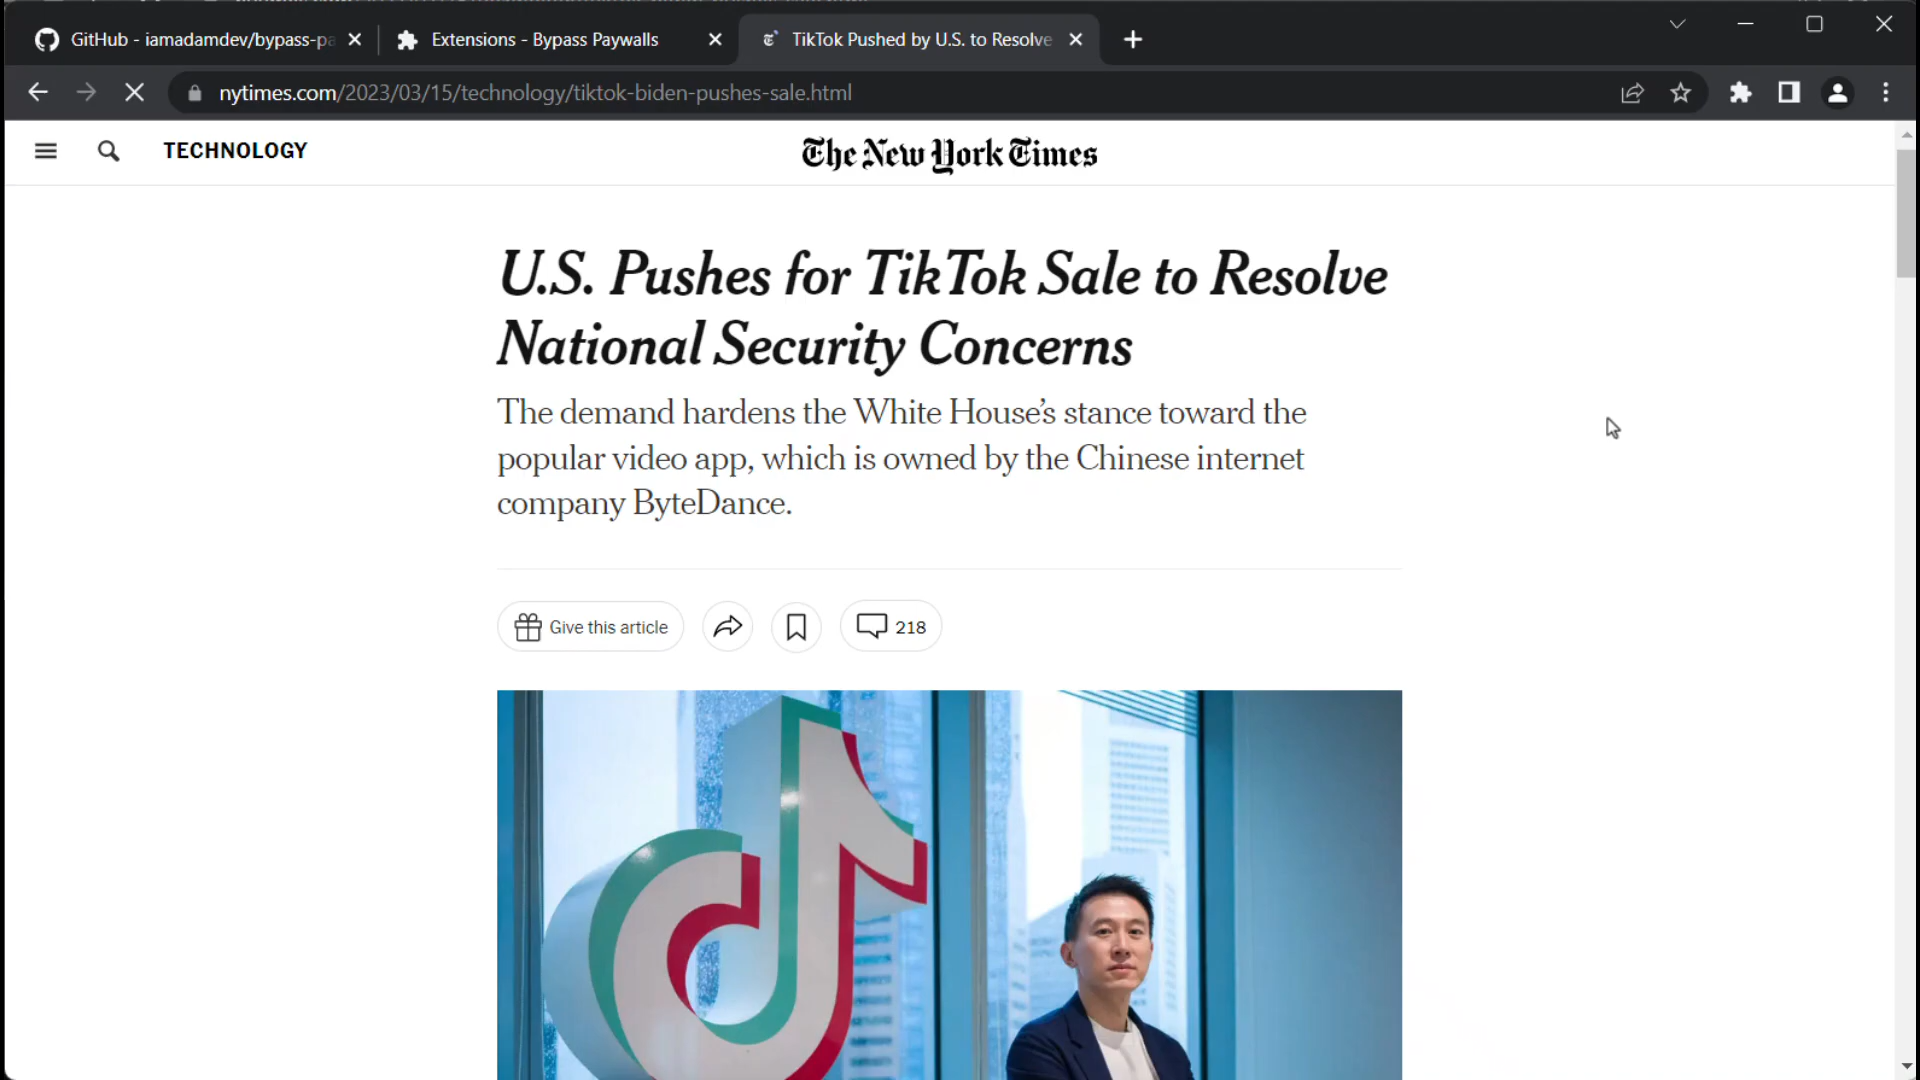 GitHub - iamadamdev/bypass-pa
Extensions - Bypass Paywalls
TikTok Pushed by U.S. to Resolve
nytimes.com/2023/03/15/technology/tiktok-biden-pushes-sale.html
TECHNOLOGY
The New York Times
U.S. Pushes for TikTok Sale to Resolve
National Security Concerns
The demand hardens the White House’s stance toward the
popular video app, which is owned by the Chinese internet
company ByteDance.
Give this article
218